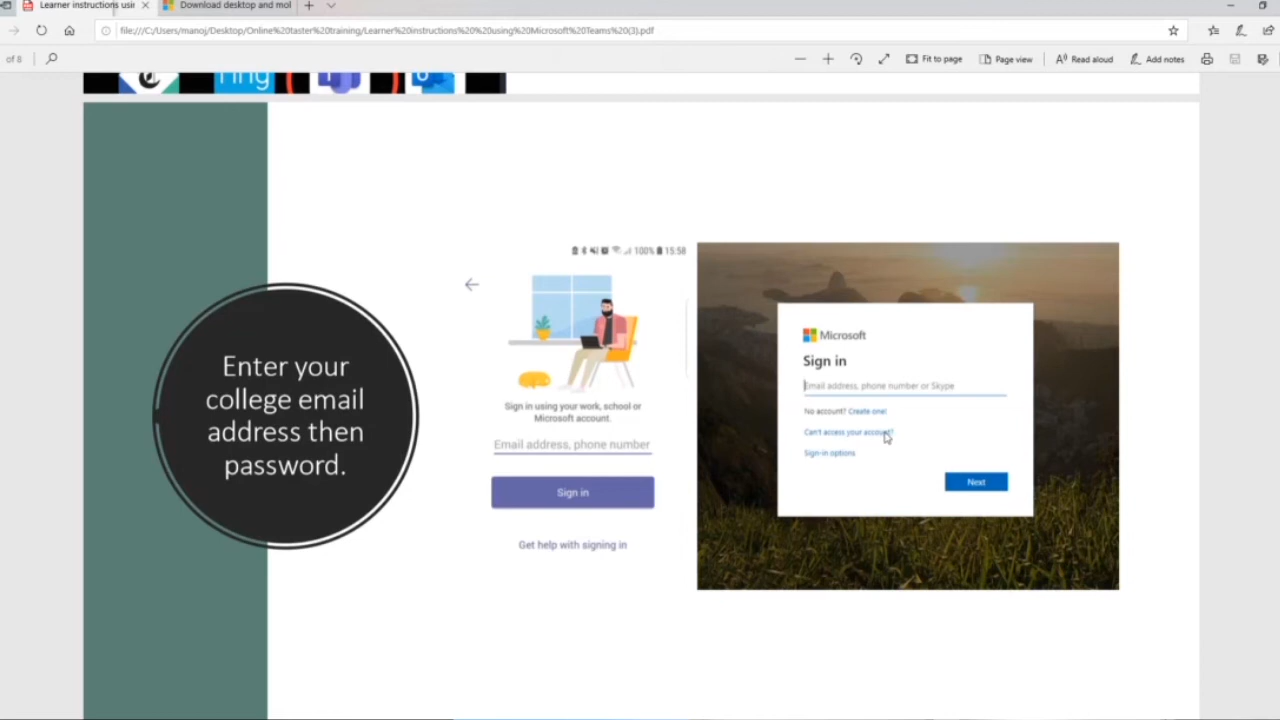 Learner instructions usin
Download desktop and mol
file:///C:/Users/manoj/Desktop/Online%20taster%20training/Learner%20instructions%20%20using%20Microsoft%20Teams%20(3).pdf
of 8
Fit to page
Page view
Read aloud
Add notes
Enter your
college email
address then
password.
100% 15:58
Sign in using your work, school or
Microsoft account.
Email address, phone number
Sign in
Get help with signing in
Microsoft
Sign in
Email address, phone number or Skype
No account? Create one!
Can't access your account?
Sign-in options
Next